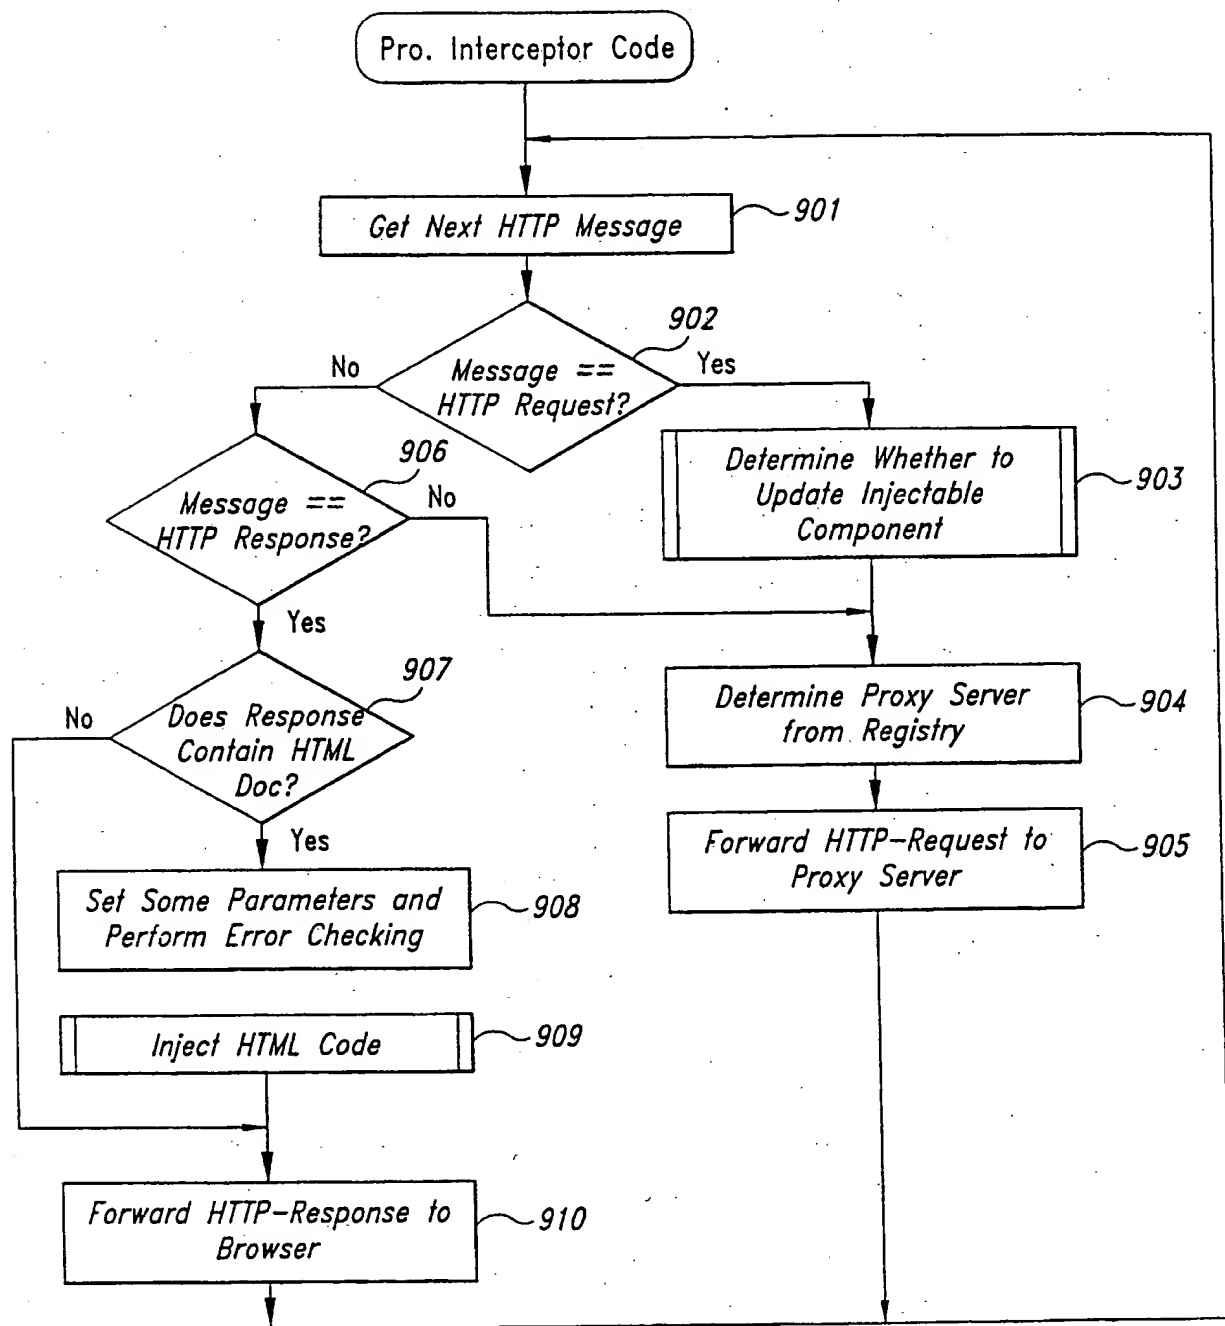 Pro. Interceptor Code
Get Next HTTP Message
901
902
Message ==
HTTP Request?
No
Yes
906
Message ==
HTTP Response?
No
Determine Whether to
Update Injectable
Component
903
Yes
907
Does Response
Contain HTML
Doc?
No
Determine Proxy Server
from Registry
904
Yes
Forward HTTP-Request to
Proxy Server
905
Set Some Parameters and
Perform Error Checking
908
Inject HTML Code
909
Forward HTTP-Response to
Browser
910